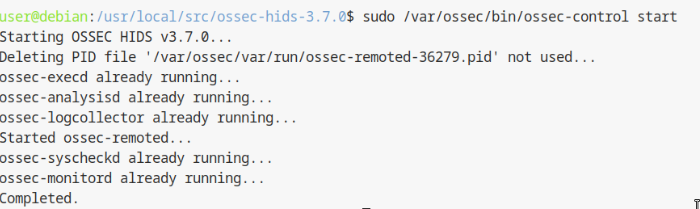 user@debian:/usr/local/src/ossec-hids-3.7.0$ sudo /var/ossec/bin/ossec-control start
Starting OSSEC HIDS v3.7.0...
Deleting PID file '/var/ossec/var/run/ossec-remoted-36279.pid' not used...
ossec-execd already running...
ossec-analysisd already running...
ossec-logcollector already running...
Started ossec-remoted...
ossec-syscheckd already running...
ossec-monitord already running...
Completed.